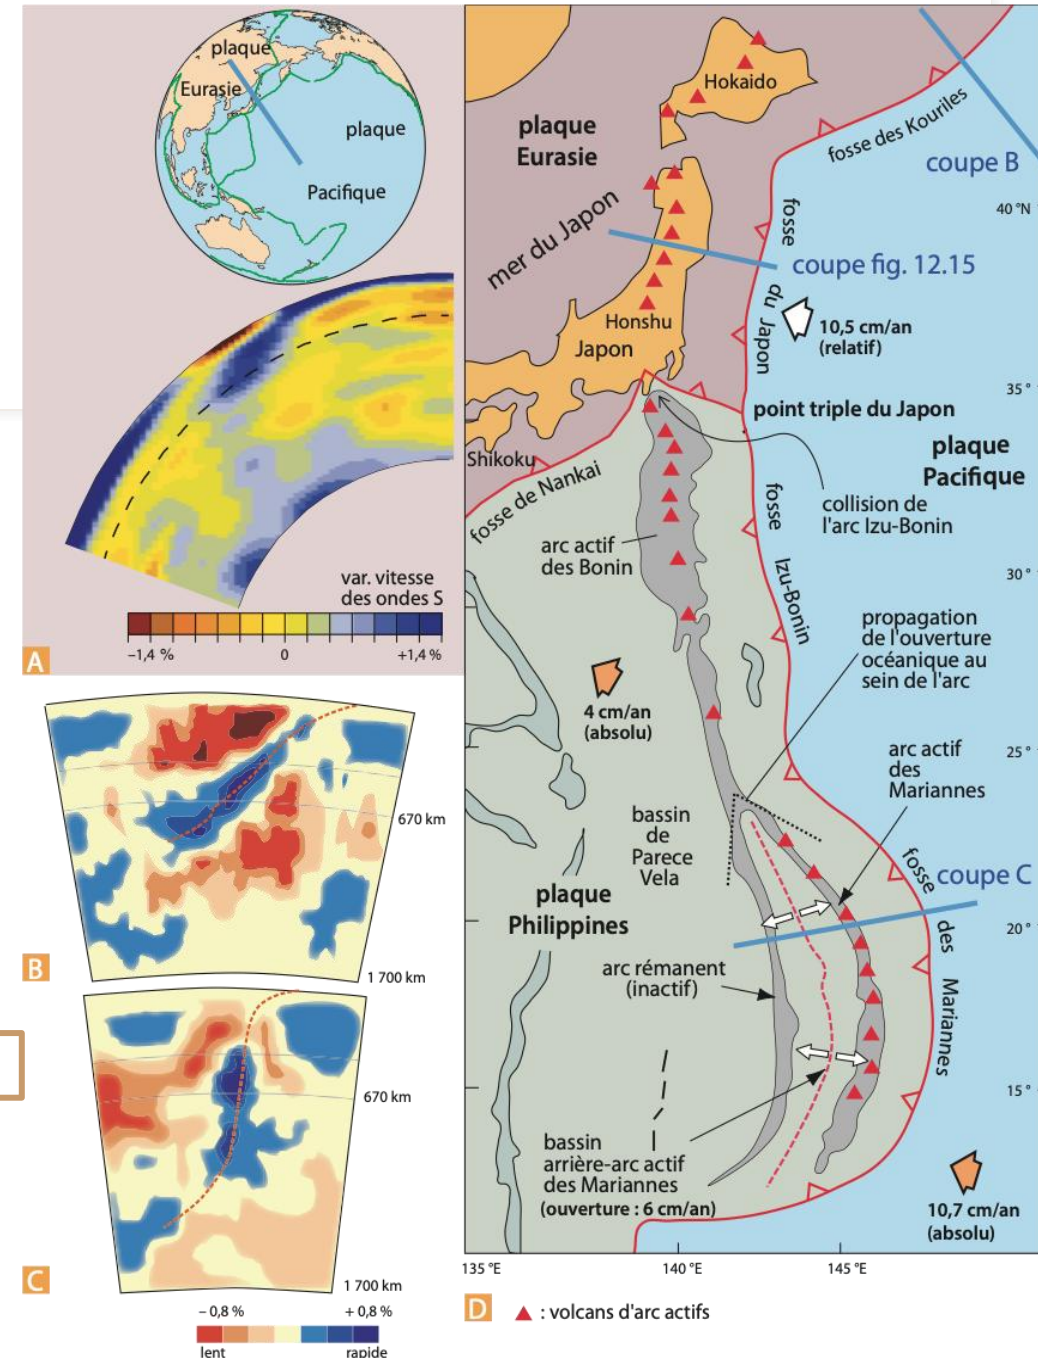 plaque
Eurasie
plaque
Pacifique
var. vitesse
des ondes S
–1,4 %
0
+1,4 %
A
670 km
1 700 km
B
670 km
1 700 km
C
– 0,8 %
+ 0,8 %
lent
rapide
Hokaido
plaque
Eurasie
fosse des Kouriles
coupe B
40 °N
mer du Japon
fosse
du Japon
coupe fig. 12.15
10,5 cm/an
(relatif)
Honshu
Japon
35 °
point triple du Japon
plaque
Pacifique
Shikoku
fosse de Nankai
collision de
l'arc Izu-Bonin
fosse
Izu-Bonin
arc actif
des Bonin
30 °
propagation
de l'ouverture
océanique au
sein de l'arc
4 cm/an
(absolu)
25 °
arc actif
des
Mariannes
bassin
de
Parece
Vela
fosse
des
Mariannes
coupe C
plaque
Philippines
20 °
arc rémanent
(inactif)
15 °
bassin
arrière-arc actif
des Mariannes
(ouverture : 6 cm/an)
10,7 cm/an
(absolu)
135 °E
140 °E
145 °E
D
: volcans d'arc actifs